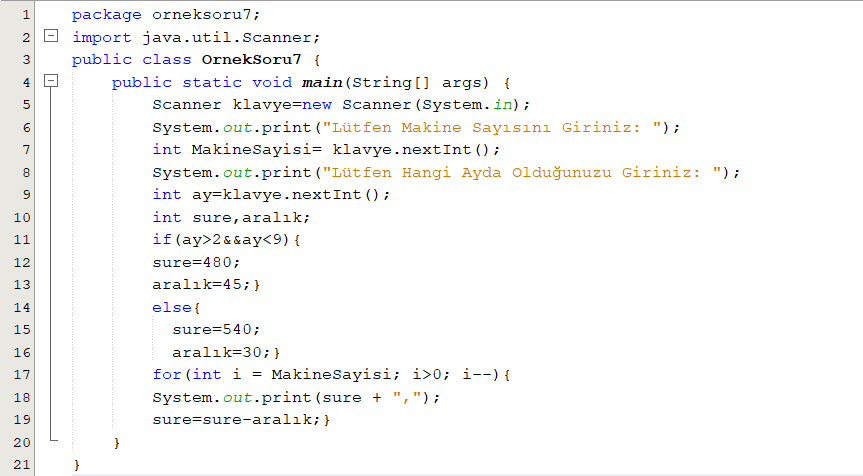 1 package orneksoru7;
2 import java.util.Scanner;
3 public class OrnekSoru7 {
4 public static void main(String[] args) {
5 Scanner klavye=new Scanner(System.in);
6 System.out.print("Lütfen Makine Sayısını Giriniz: ");
7 int MakineSayisi= klavye.nextInt();
8 System.out.print("Lütfen Hangi Ayda Olduğunuzu Giriniz: ");
9 int ay=klavye.nextInt();
10 int sure,aralık;
11 if(ay>2&&ay<9){
12 sure=480;
13 aralık=45;}
14 else{
15 sure=540;
16 aralık=30;}
17 for(int i = MakineSayisi; i>0; i--){
18 System.out.print(sure + ",");
19 sure=sure-aralık;}
20 }
21 }